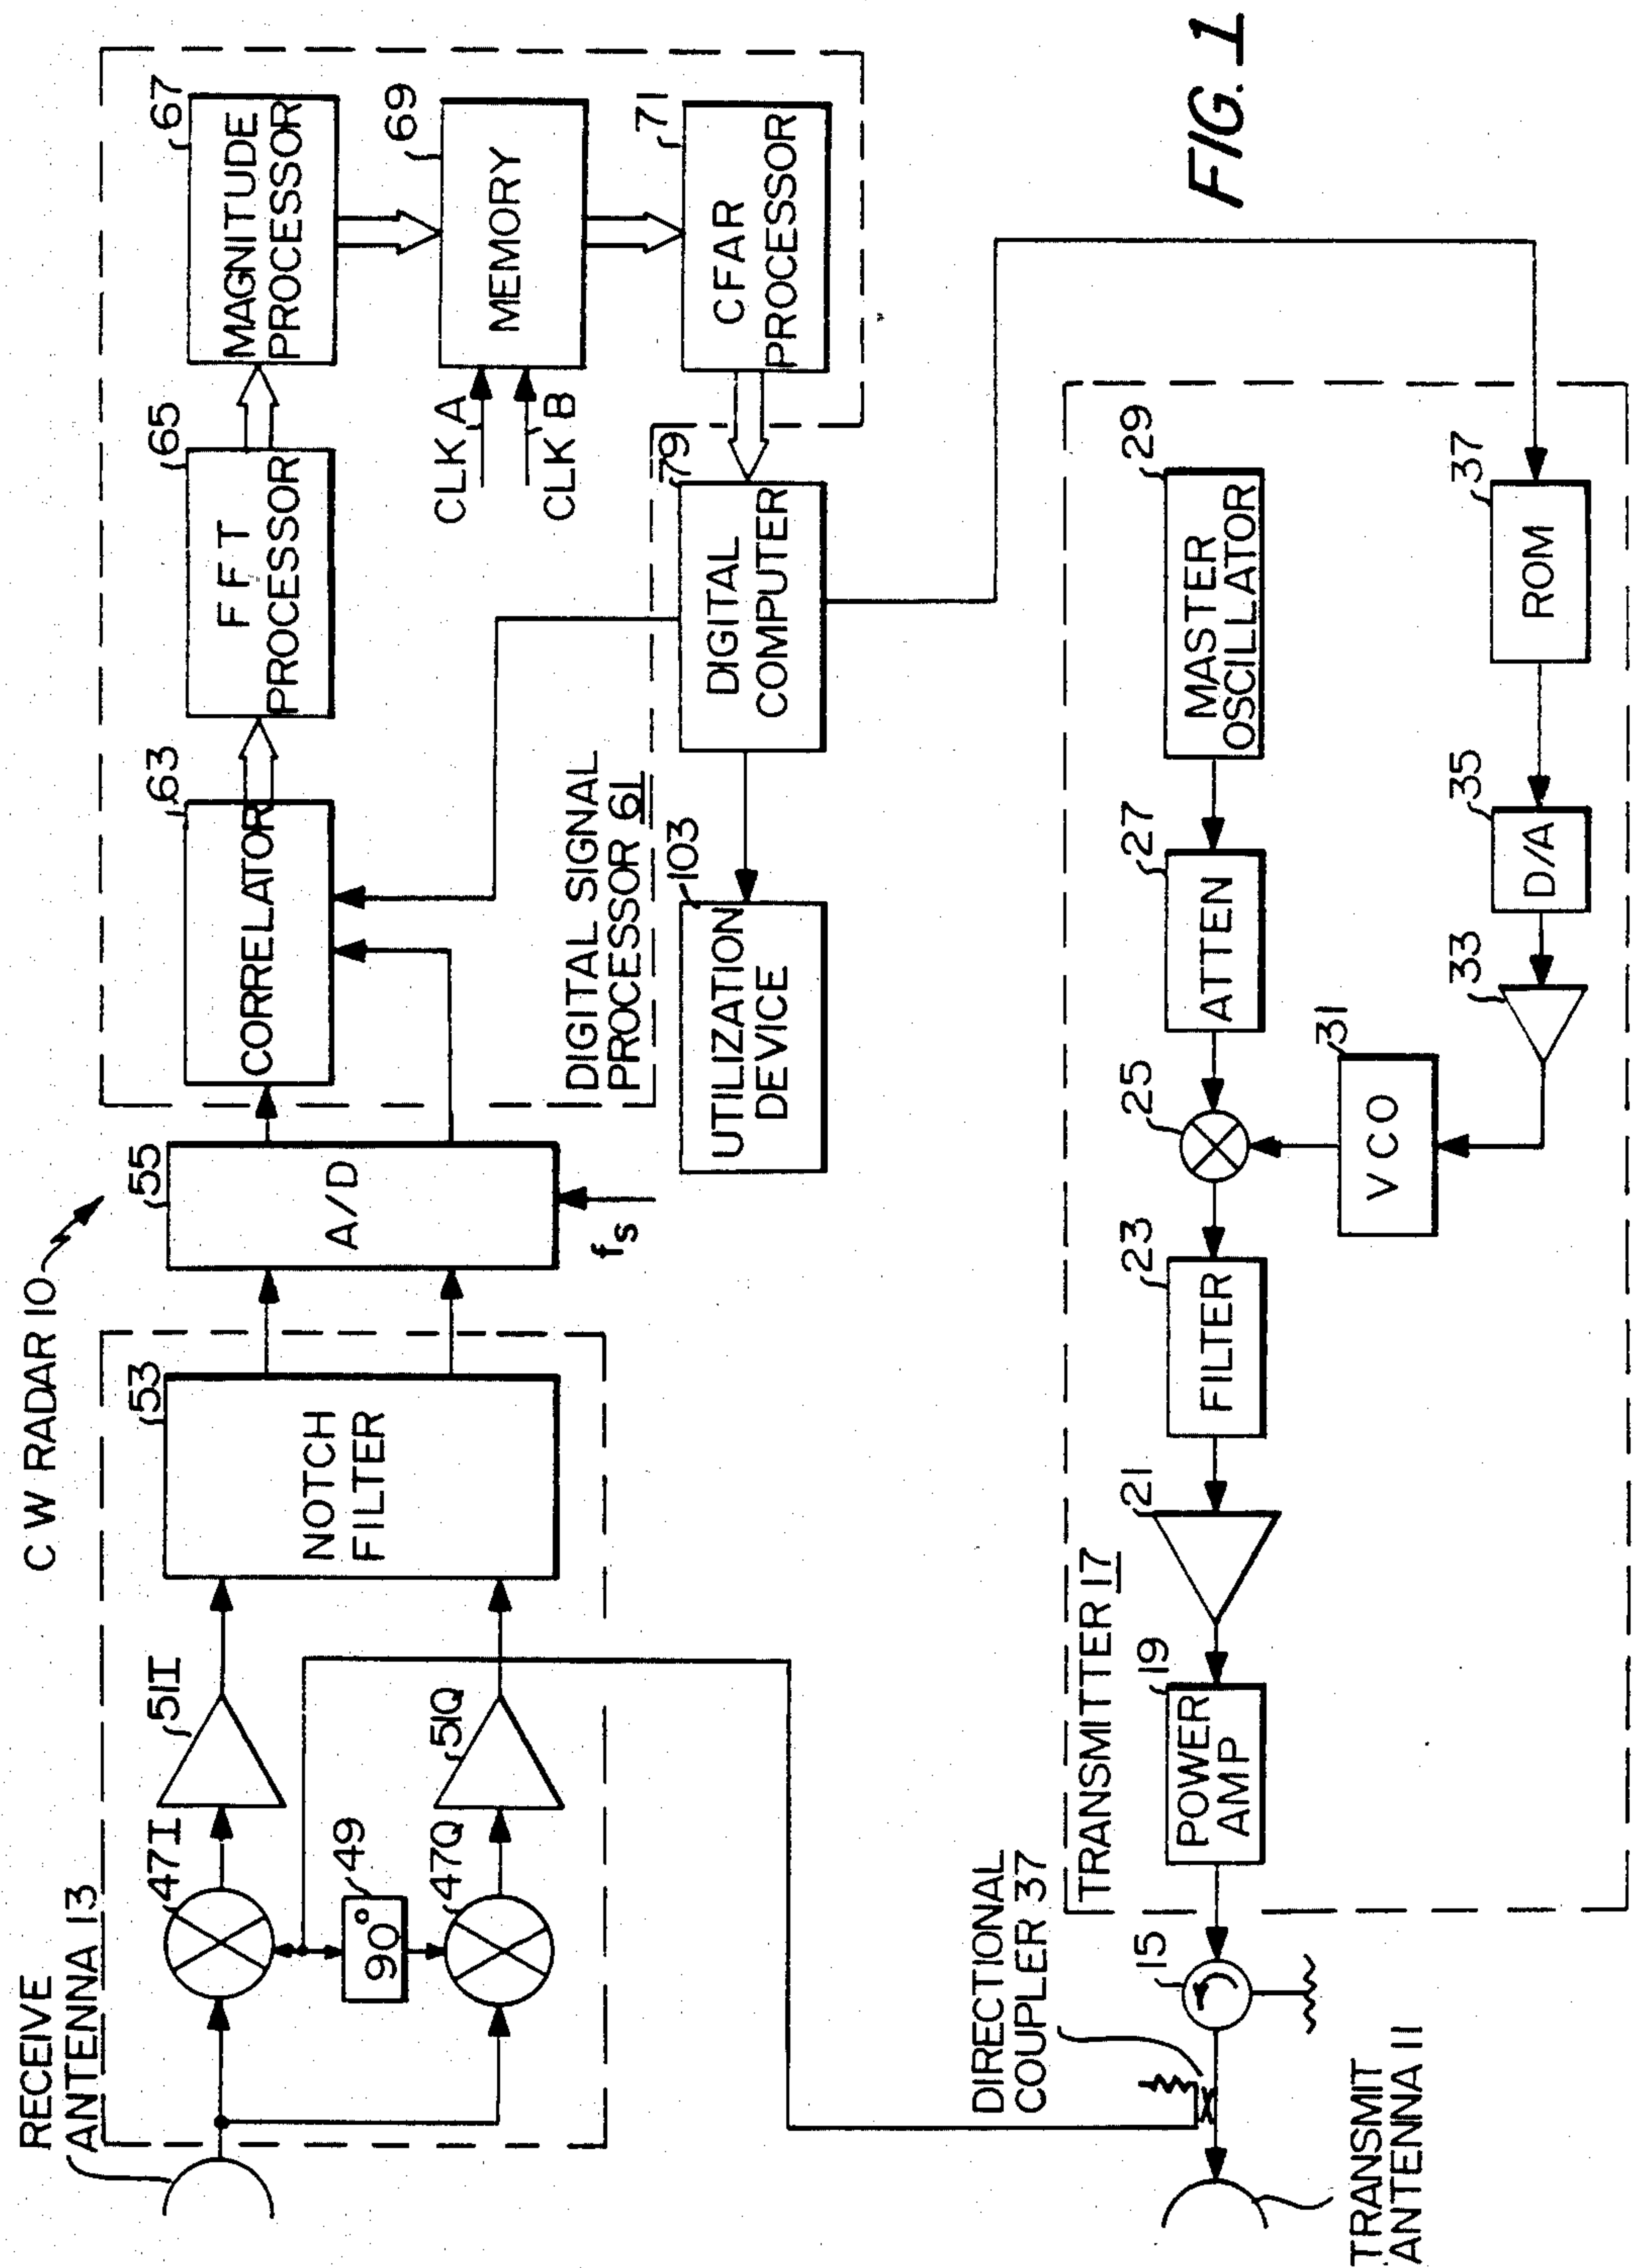 C W RADAR 10
RECEIVE
ANTENNA 13
47I
51I
49
90°
47Q
51Q
53
NOTCH
FILTER
55
A/D
fs
63
CORRELATOR
65
FFT
PROCESSOR
67
MAGNITUDE
PROCESSOR
69
MEMORY
CLK A
CLK B
71
CFAR
PROCESSOR
DIGITAL SIGNAL
PROCESSOR 61
79
DIGITAL
COMPUTER
103
UTILIZATION
DEVICE
DIRECTIONAL
COUPLER 37
TRANSMIT
ANTENNA 11
15
TRANSMITTER 17
19
POWER
AMP
21
23
FILTER
25
27
ATTEN
29
MASTER
OSCILLATOR
31
VCO
33
35
D/A
37
ROM
FIG. 1